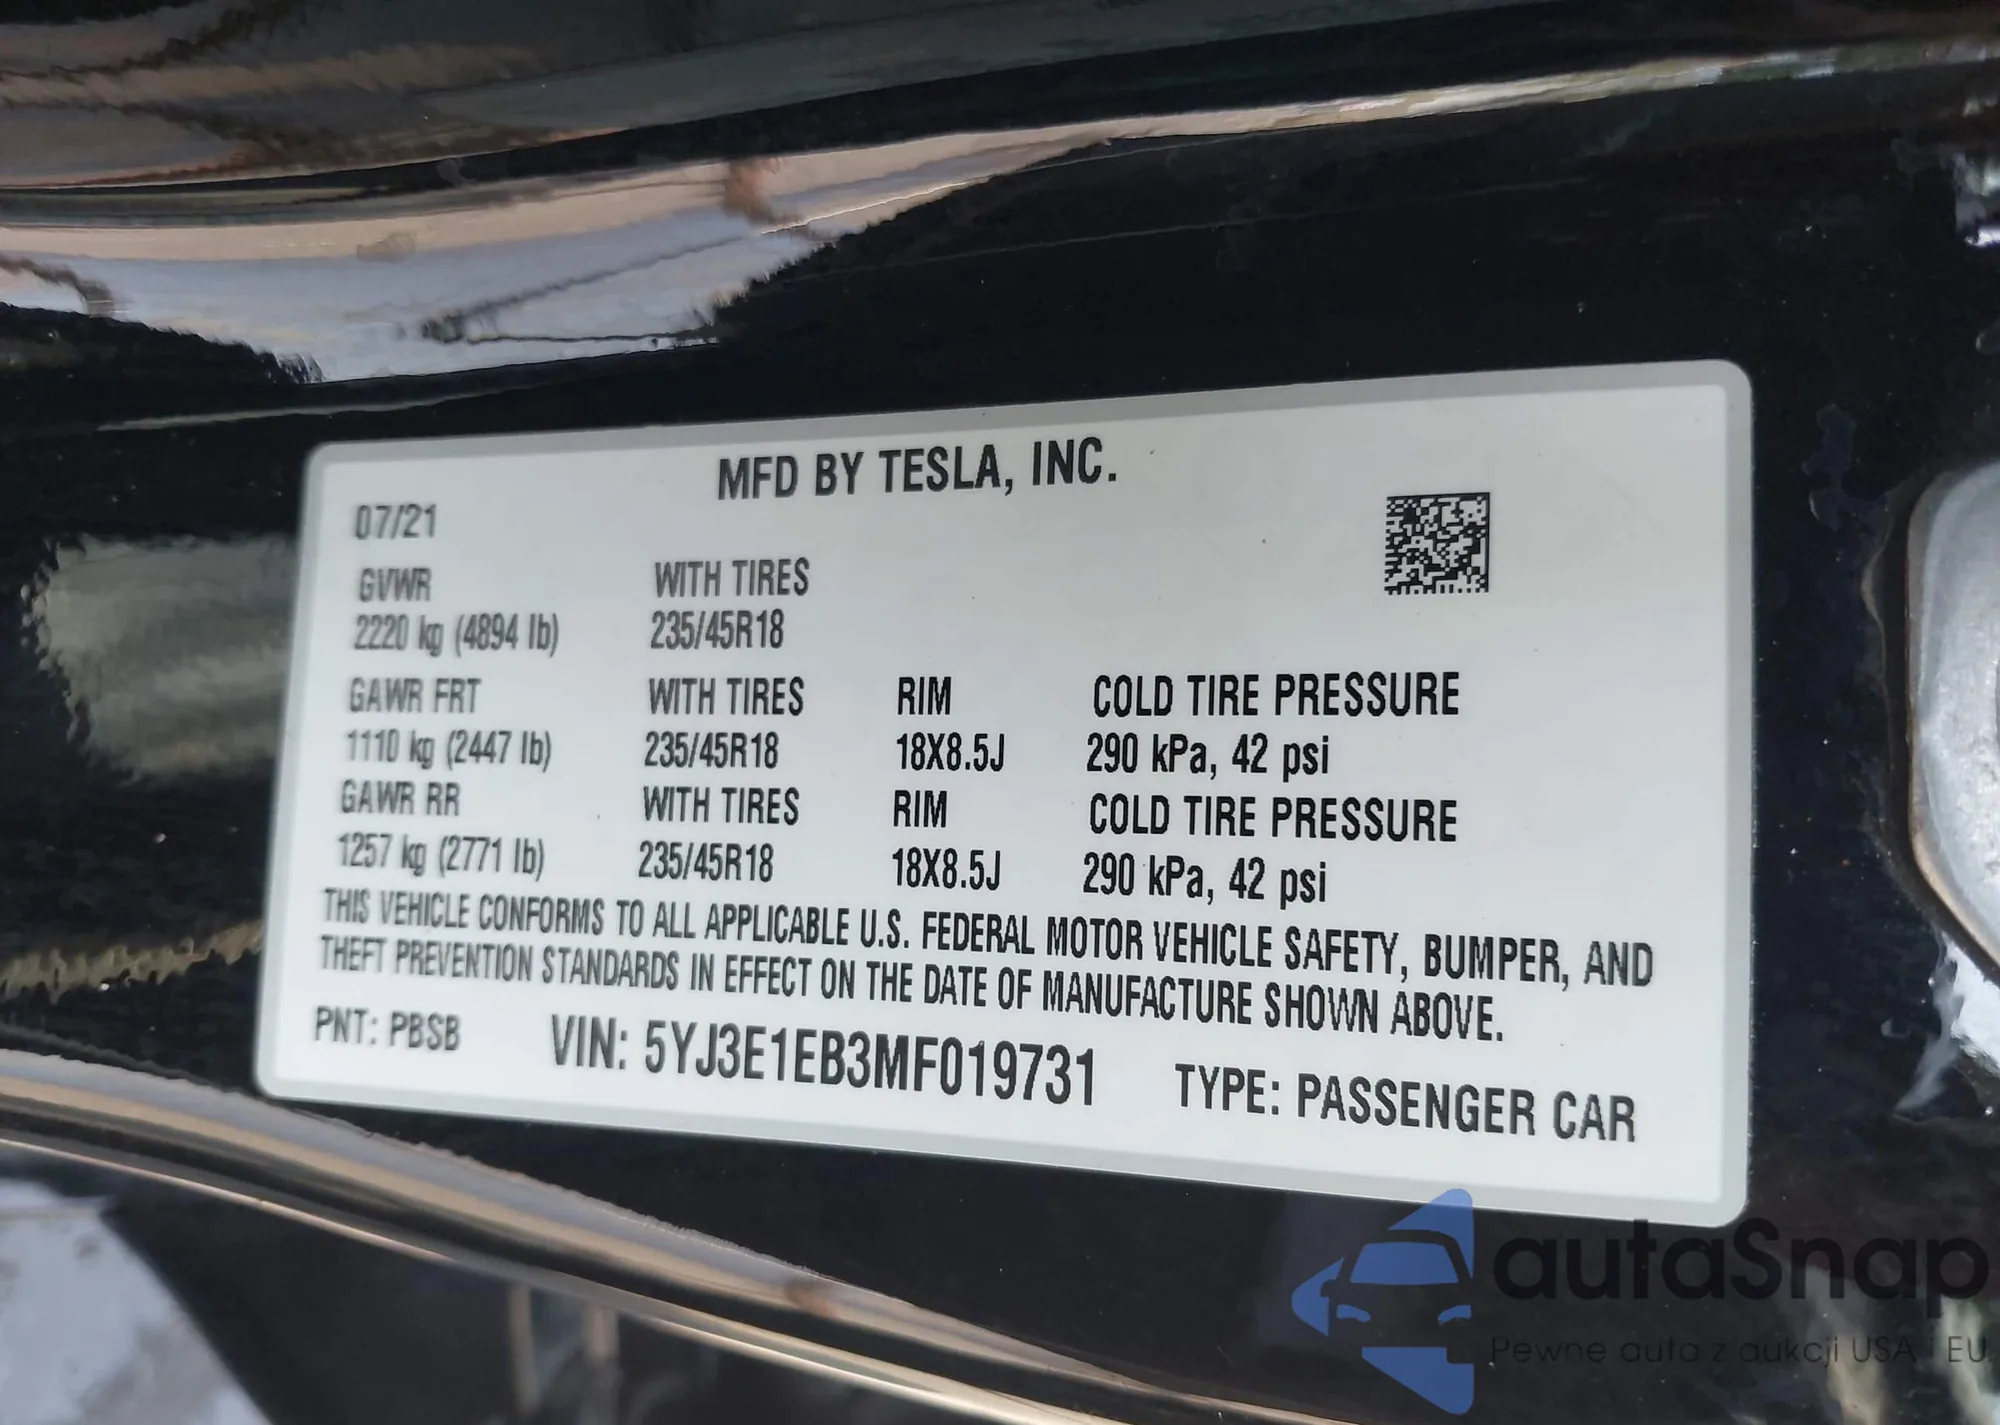 MFD BY TESLA, INC.
07/21
GVWR WITH TIRES
2220 kg (4894 lb) 235/45R18
GAWR FRT WITH TIRES RIM COLD TIRE PRESSURE
1110 kg (2447 lb) 235/45R18 18X8.5J 290 kPa, 42 psi
GAWR RR WITH TIRES RIM COLD TIRE PRESSURE
1257 kg (2771 lb) 235/45R18 18X8.5J 290 kPa, 42 psi
THIS VEHICLE CONFORMS TO ALL APPLICABLE U.S. FEDERAL MOTOR VEHICLE SAFETY, BUMPER, AND
THEFT PREVENTION STANDARDS IN EFFECT ON THE DATE OF MANUFACTURE SHOWN ABOVE.
PNT: PBSB VIN: 5YJ3E1EB3MF019731 TYPE: PASSENGER CAR
autaSnap
Pewne auta z aukcji USA i EU